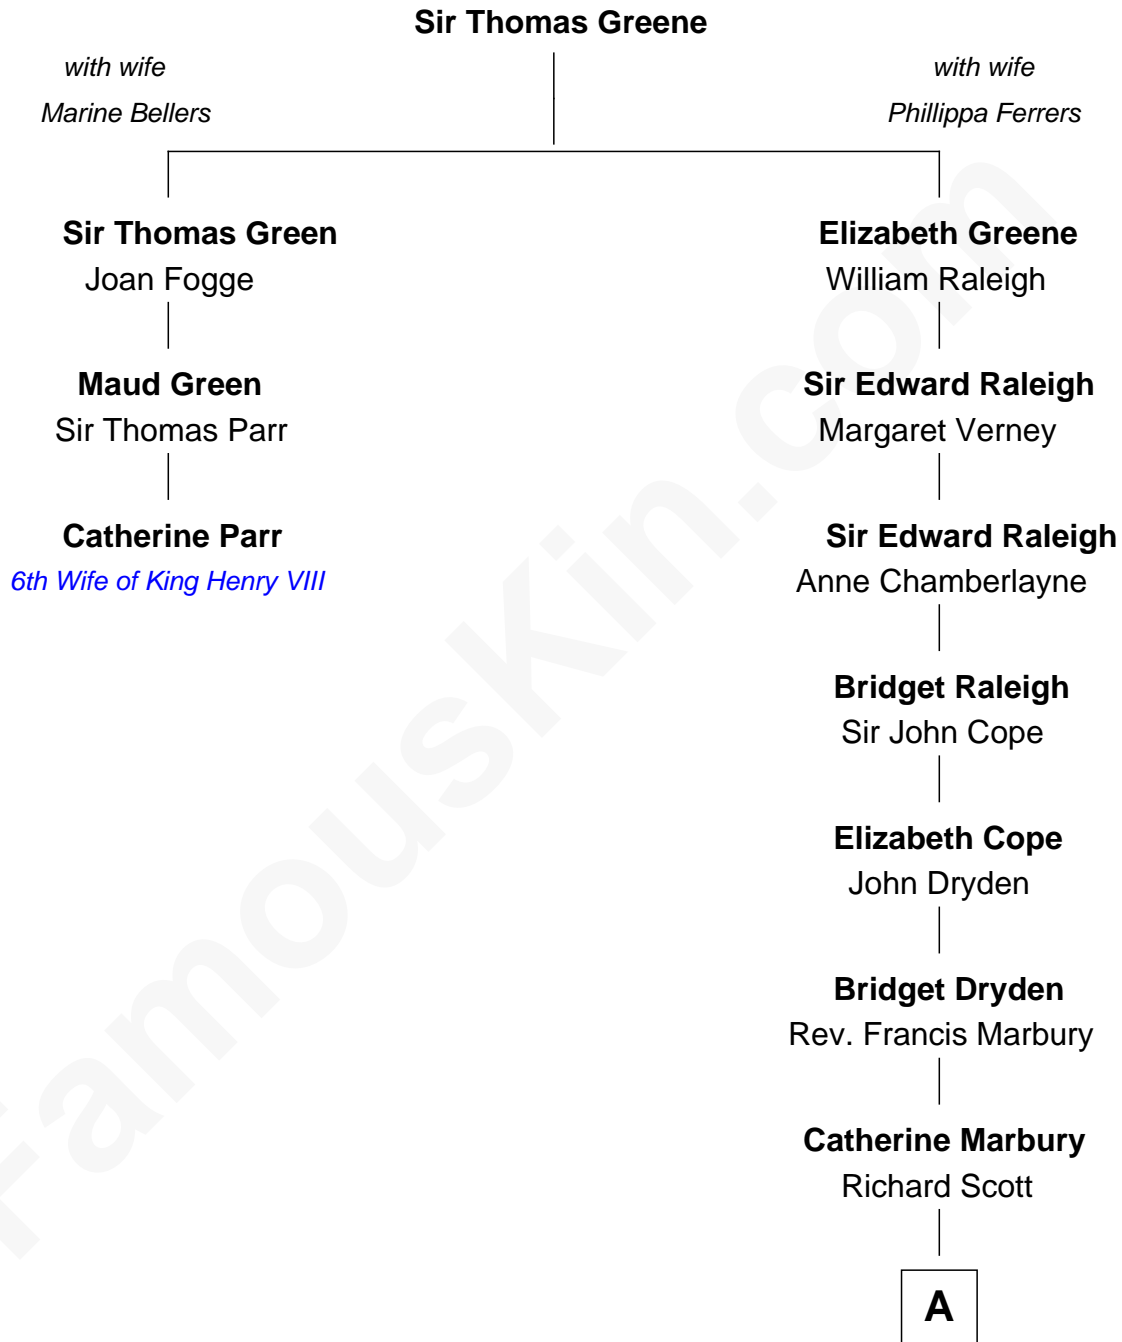 Sir Thomas Greene
with wife
Marine Bellers
with wife
Phillippa Ferrers
Sir Thomas Green
Joan Fogge
Elizabeth Greene
William Raleigh
Maud Green
Sir Thomas Parr
Sir Edward Raleigh
Margaret Verney
Catherine Parr
6th Wife of King Henry VIII
Sir Edward Raleigh
Anne Chamberlayne
Bridget Raleigh
Sir John Cope
Elizabeth Cope
John Dryden
Bridget Dryden
Rev. Francis Marbury
Catherine Marbury
Richard Scott
A
FamousKin.com